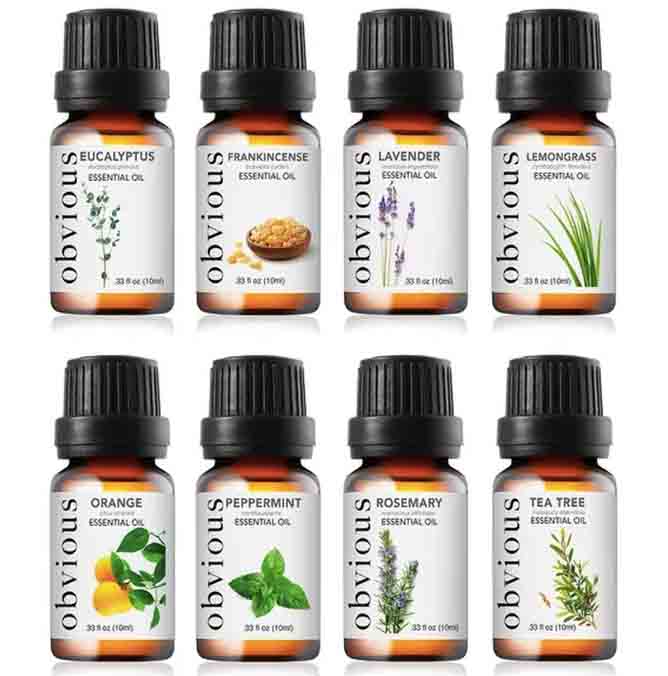 obvious
EUCALYPTUS
ESSENTIAL OIL
.33 fl oz (10ml)
obvious
FRANKINCENSE
ESSENTIAL OIL
.33 fl oz (10ml)
obvious
LAVENDER
ESSENTIAL OIL
.33 fl oz (10ml)
obvious
LEMONGRASS
ESSENTIAL OIL
.33 fl oz (10ml)
obvious
ORANGE
ESSENTIAL OIL
.33 fl oz (10ml)
obvious
PEPPERMINT
ESSENTIAL OIL
.33 fl oz (10ml)
obvious
ROSEMARY
ESSENTIAL OIL
.33 fl oz (10ml)
obvious
TEA TREE
ESSENTIAL OIL
.33 fl oz (10ml)